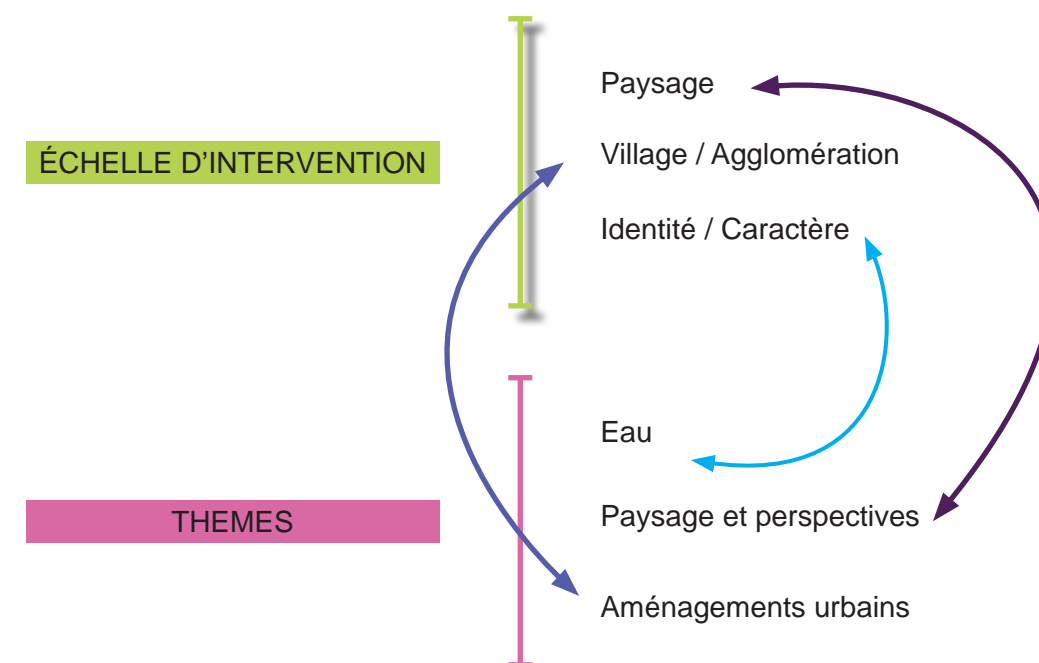 Paysage
ÉCHELLE D'INTERVENTION
Village / Agglomération
Identité / Caractère
Eau
THEMES
Paysage et perspectives
Aménagements urbains